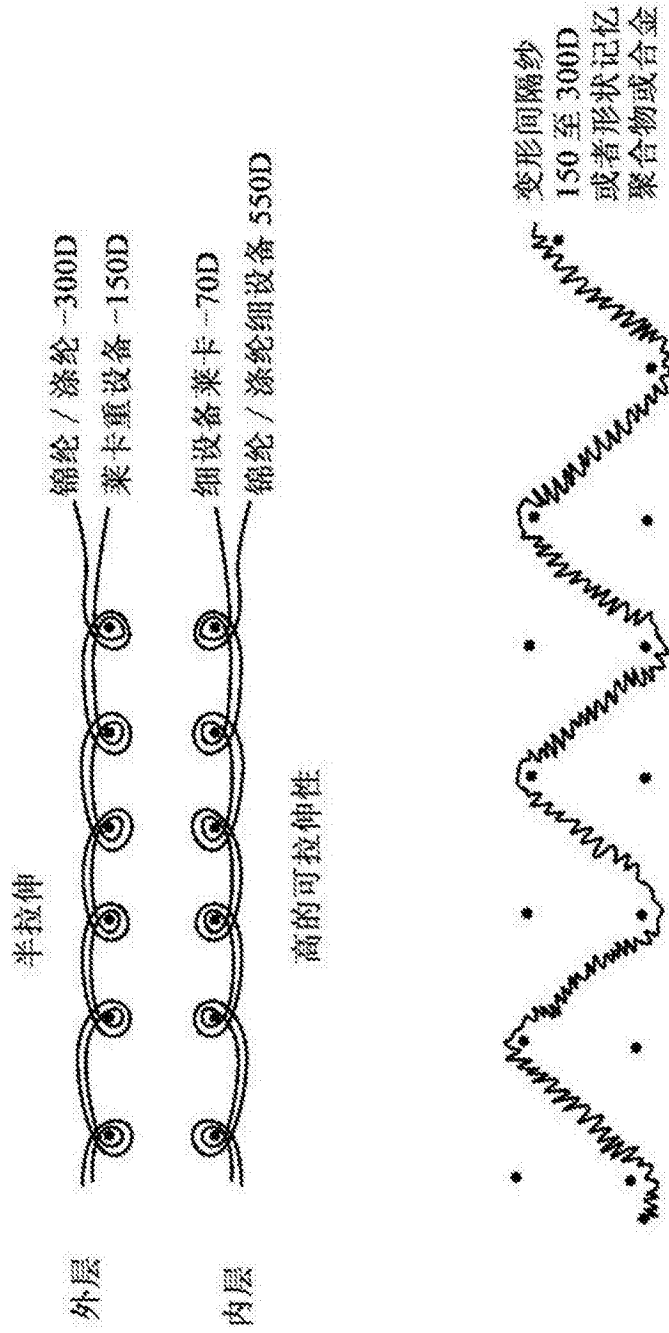 半拉伸
外层
锦纶 / 涤纶 ~300D
莱卡重设备 ~150D
内层
细设备莱卡 ~70D
锦纶 / 涤纶细设备 550D
高的可拉伸性
变形间隔纱
150 至 300D
或者形状记忆
聚合物或合金